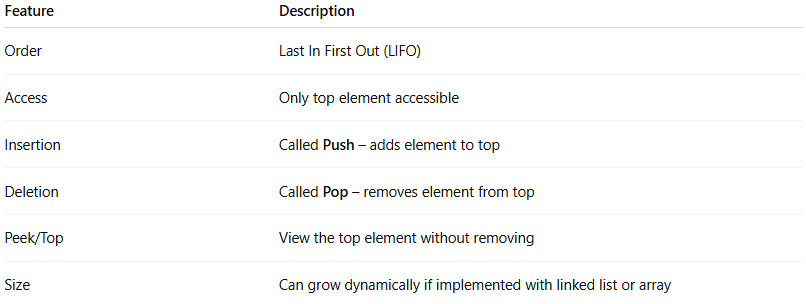 Feature Description
Order Last In First Out (LIFO)
Access Only top element accessible
Insertion Called Push – adds element to top
Deletion Called Pop – removes element from top
Peek/Top View the top element without removing
Size Can grow dynamically if implemented with linked list or array